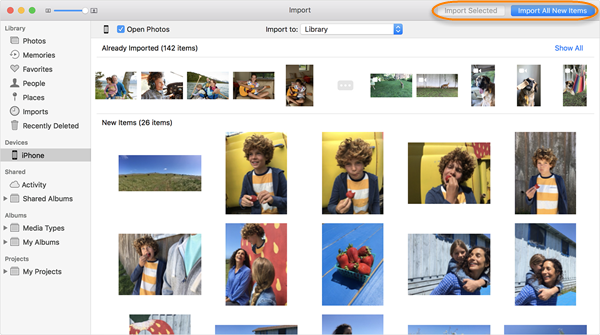 Import
Import Selected
Import All New Items
Library
Photos
Memories
Favorites
People
Places
Imports
Recently Deleted
Devices
iPhone
Shared
Activity
Shared Albums
Albums
Media Types
My Albums
Projects
My Projects
Open Photos
Import to: Library
Already Imported (142 items)
Show All
New Items (26 items)